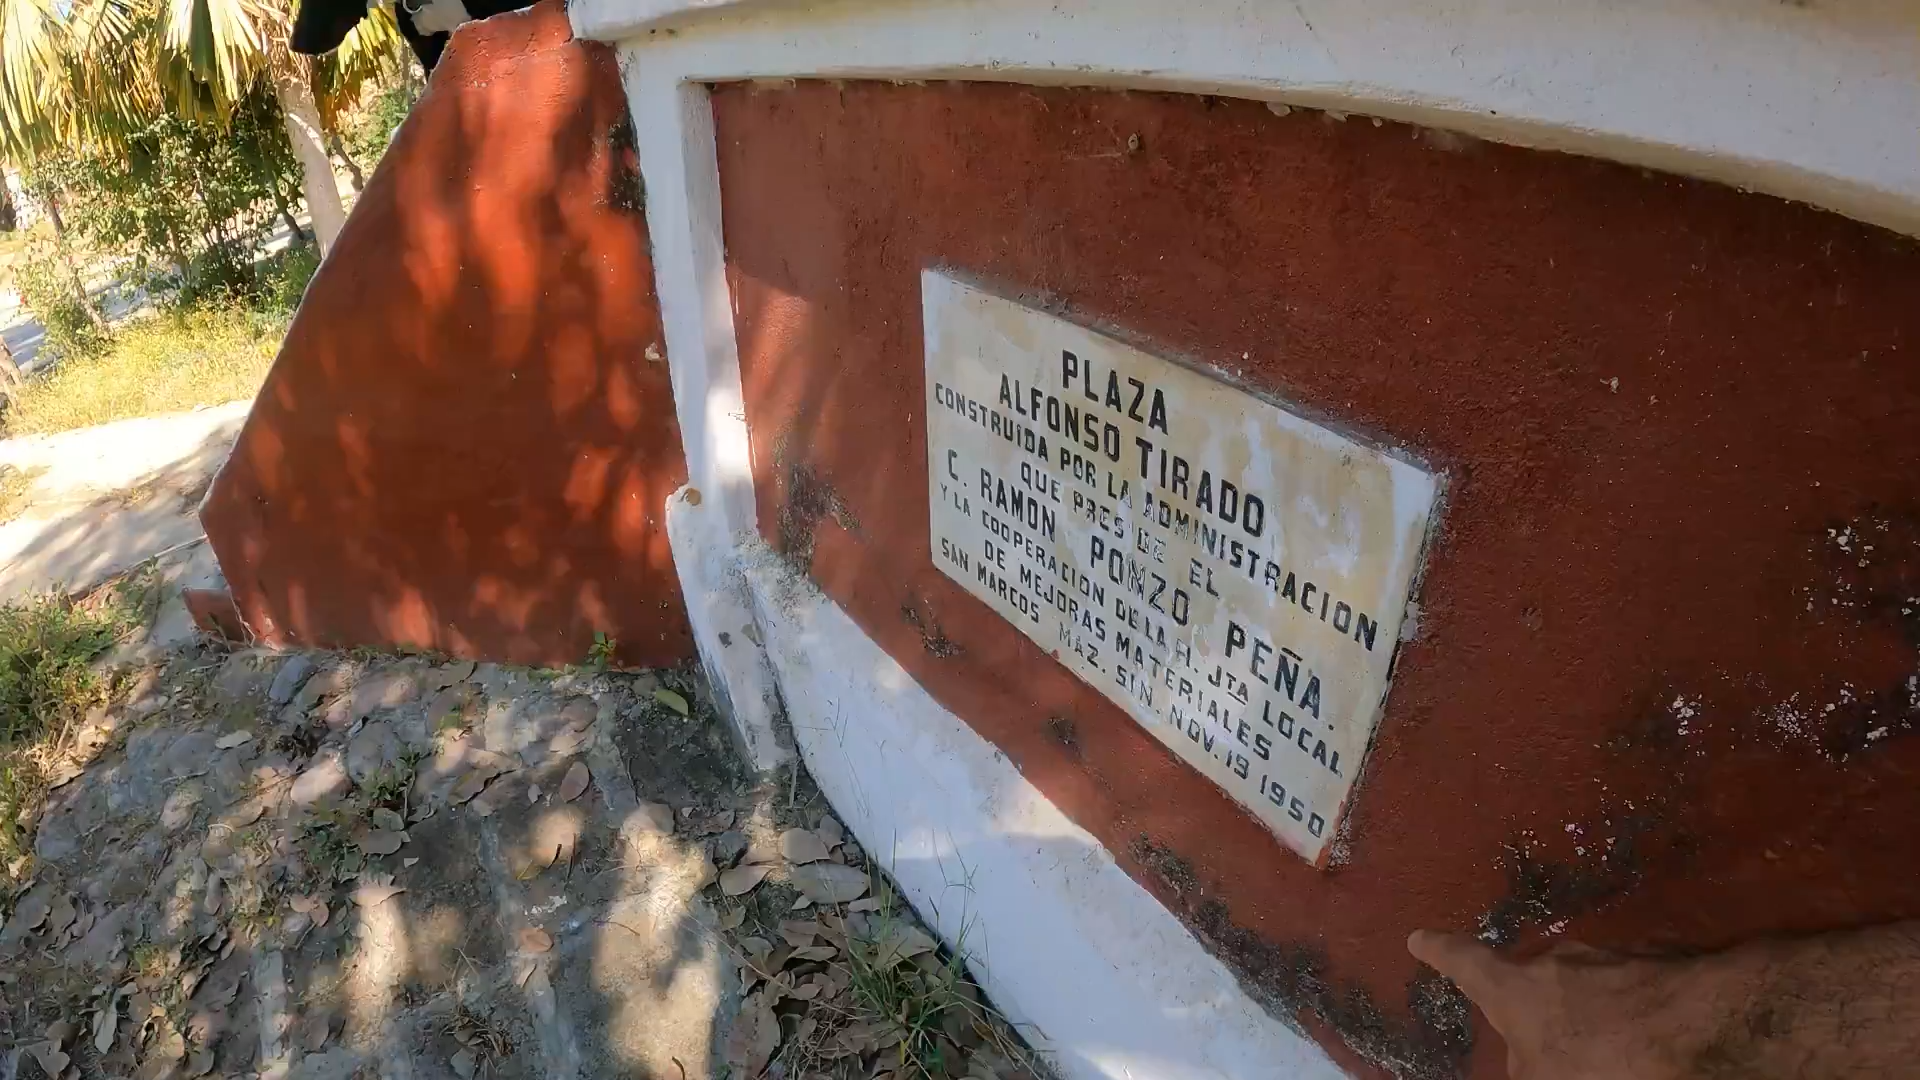 PLAZA
ALFONSO TIRADO
CONSTRUIDA POR LA ADMINISTRACION
QUE PRESIDE EL
C. RAMON PONZO PEÑA.
Y LA COOPERACION DE LA H. JTA LOCAL
DE MEJORAS MATERIALES
SAN MARCOS MAZ. SIN. NOV. 19 1950